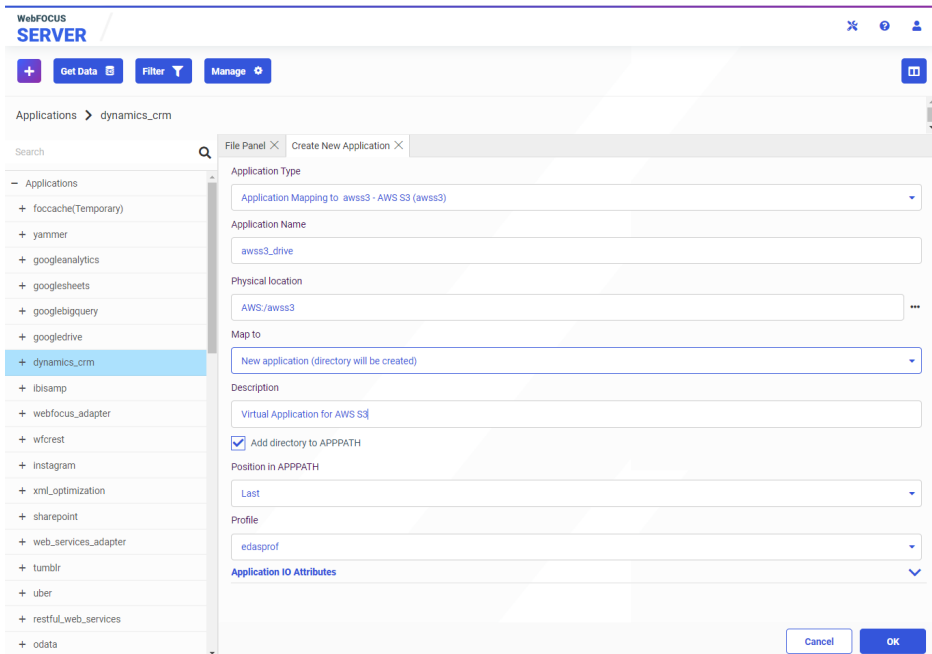 WebFOCUS
SERVER
+ Get Data Filter Manage
Applications > dynamics_crm
Search
File Panel Create New Application
Applications
foccache(Temporary)
yammer
googleanalytics
googlesheets
googlebigquery
googledrive
dynamics_crm
ibisamp
webfocus_adapter
wfcrest
instagram
xml_optimization
sharepoint
web_services_adapter
tumblr
uber
restful_web_services
odata
Application Type
Application Mapping to awss3 - AWS S3 (awss3)
Application Name
awss3_drive
Physical location
AWS:/awss3
...
Map to
New application (directory will be created)
Description
Virtual Application for AWS S3
Add directory to APPPATH
Position in APPPATH
Last
Profile
edasprof
Application IO Attributes
Cancel OK